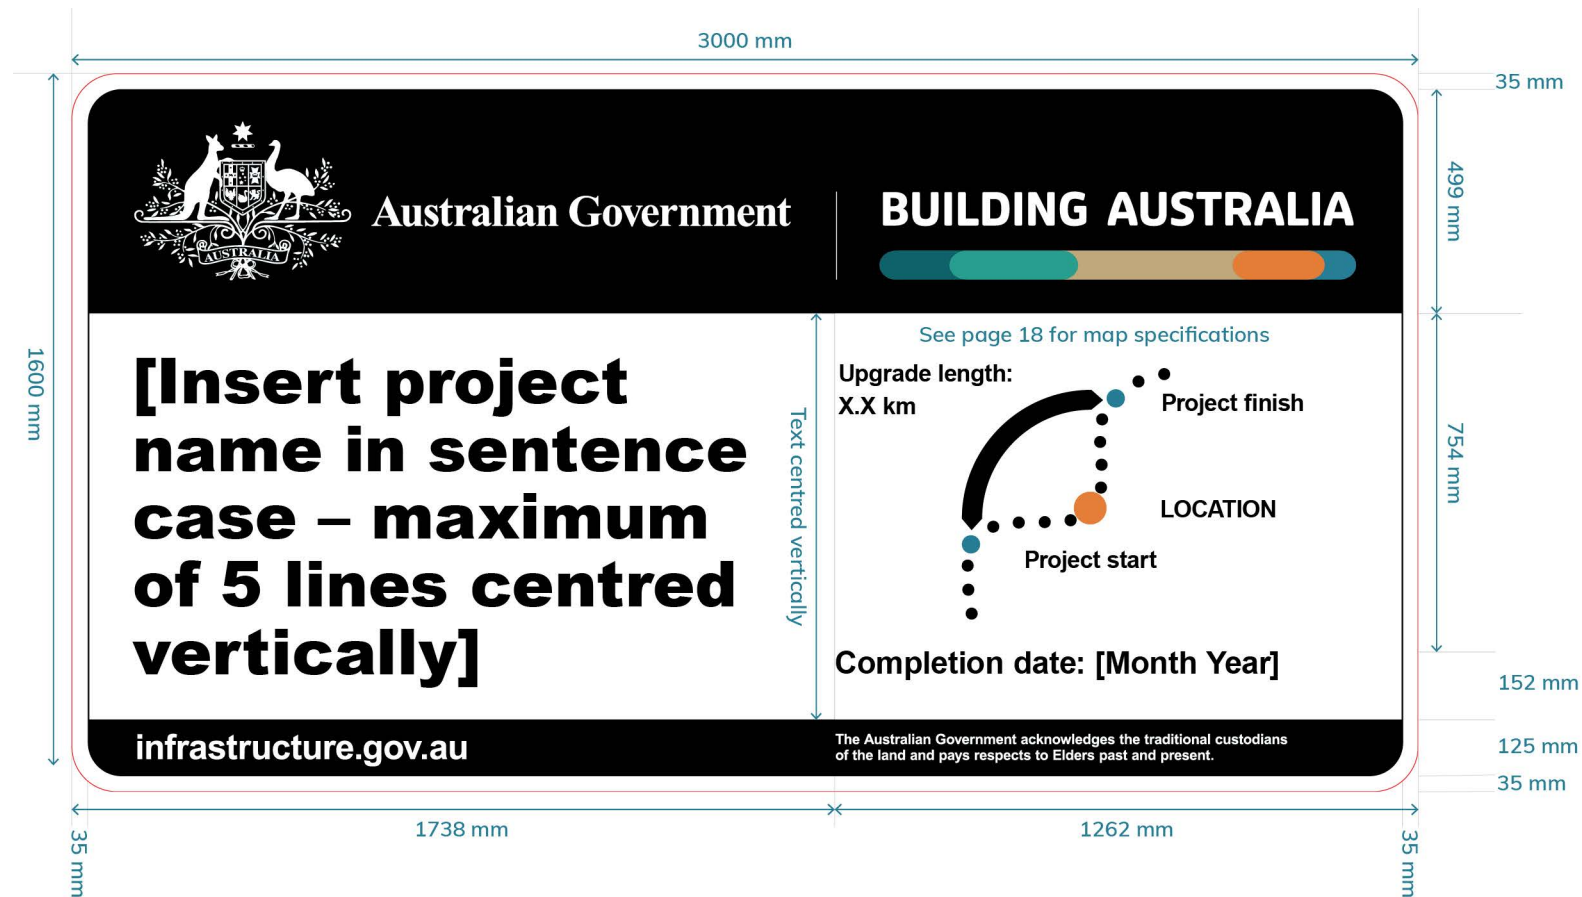 3000 mm
35 mm
499 mm
Australian Government
AUSTRALIA
BUILDING AUSTRALIA
1600 mm
See page 18 for map specifications
[Insert project
name in sentence
case – maximum
of 5 lines centred
vertically]
Text centred vertically
Upgrade length:
X.X km
Project finish
LOCATION
Project start
754 mm
Completion date: [Month Year]
152 mm
infrastructure.gov.au
The Australian Government acknowledges the traditional custodians
of the land and pays respects to Elders past and present.
125 mm
35 mm
1738 mm
1262 mm
35 mm
35 mm